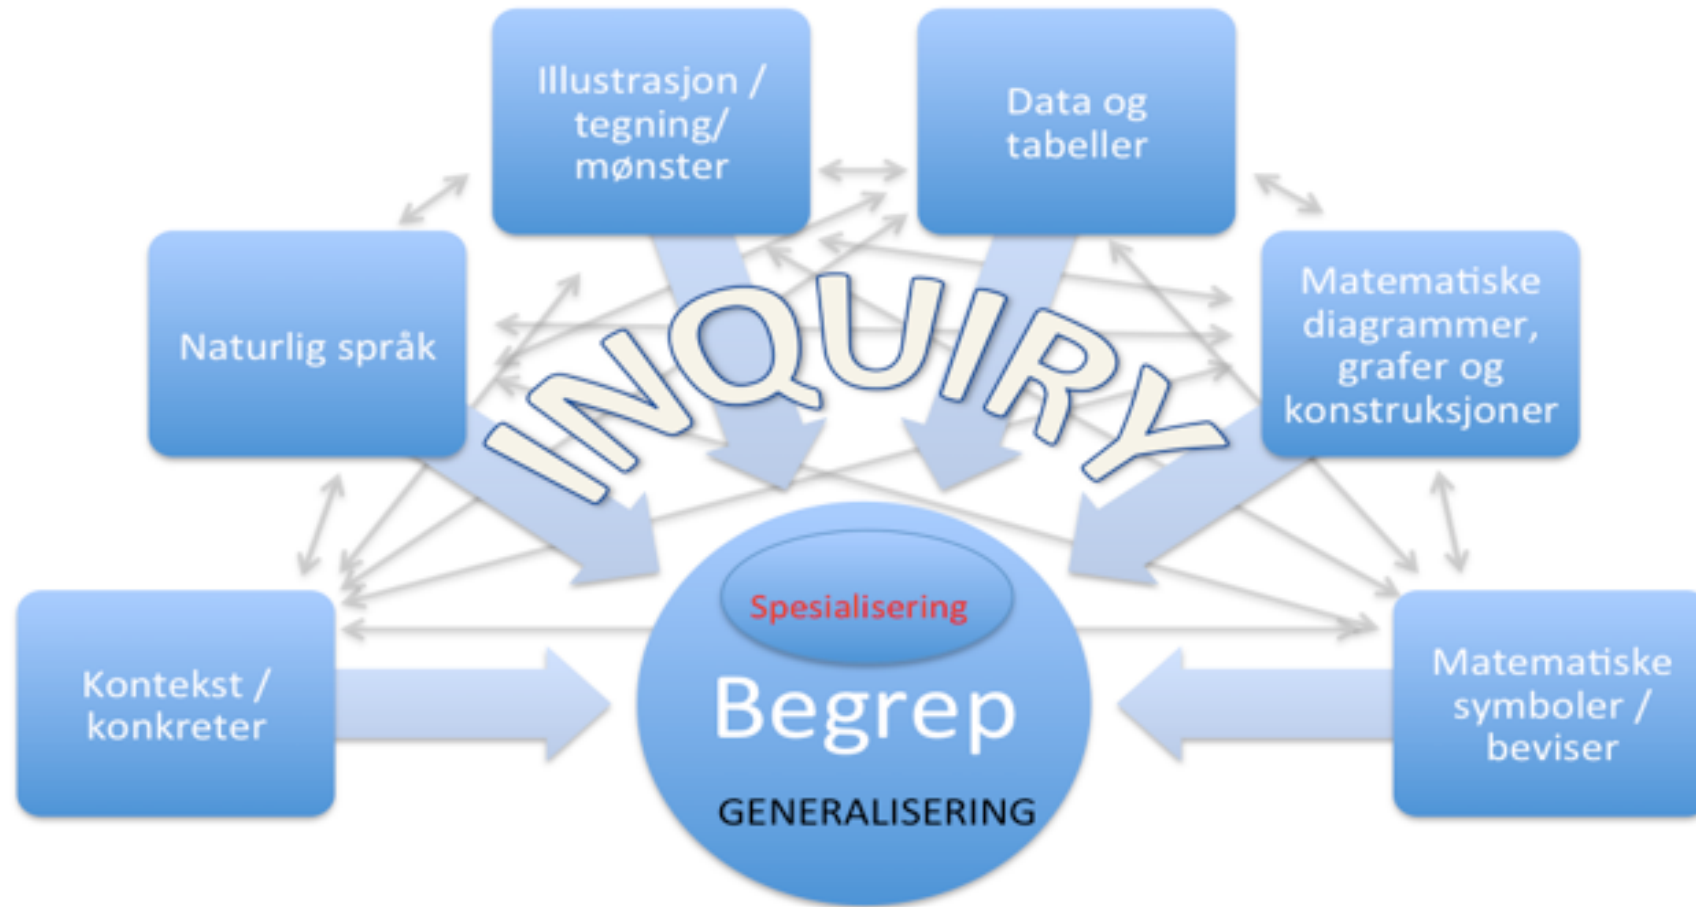 Illustrasjon /
tegning/
mønster
Data og
tabeller
Naturlig språk
INQUIRY
Matematiske
diagrammer,
grafer og
konstruksjoner
Kontekst /
konkreter
Spesialisering
Begrep
GENERALISERING
Matematiske
symboler /
beviser